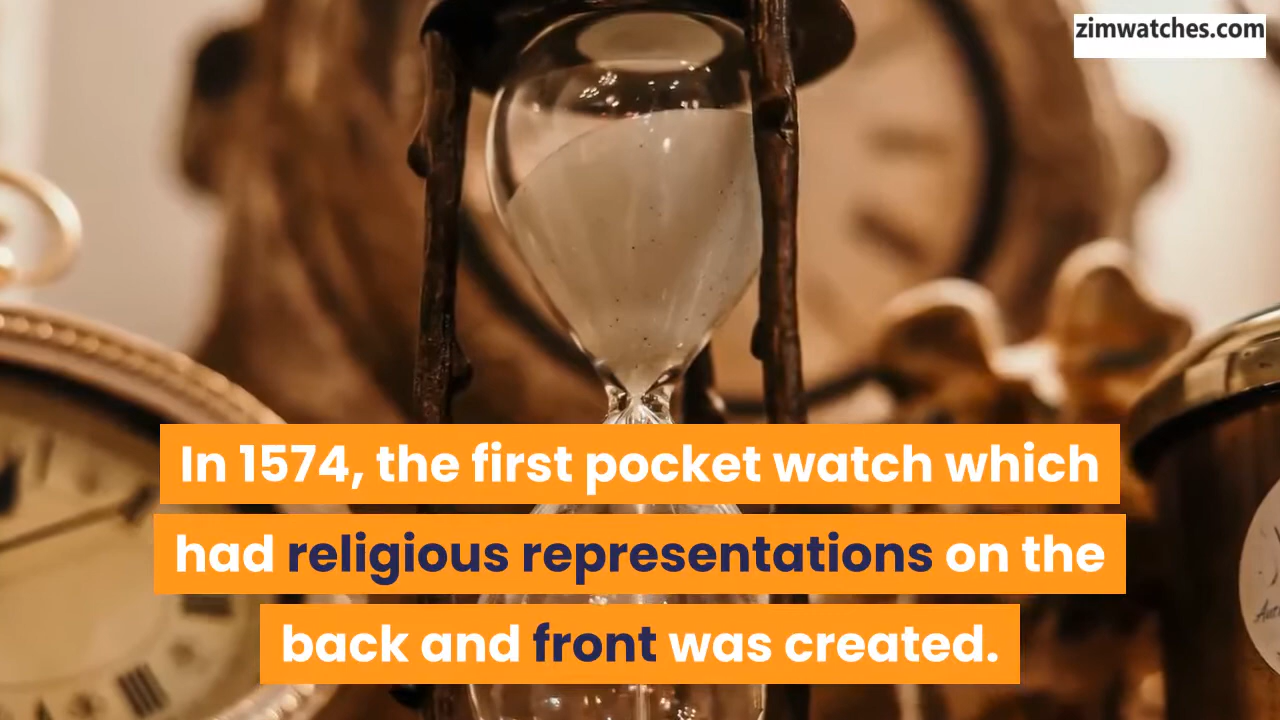 zimwatches.com
In 1574, the first pocket watch which
had religious representations on the
back and front was created.